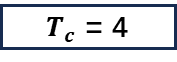 T_c = 4